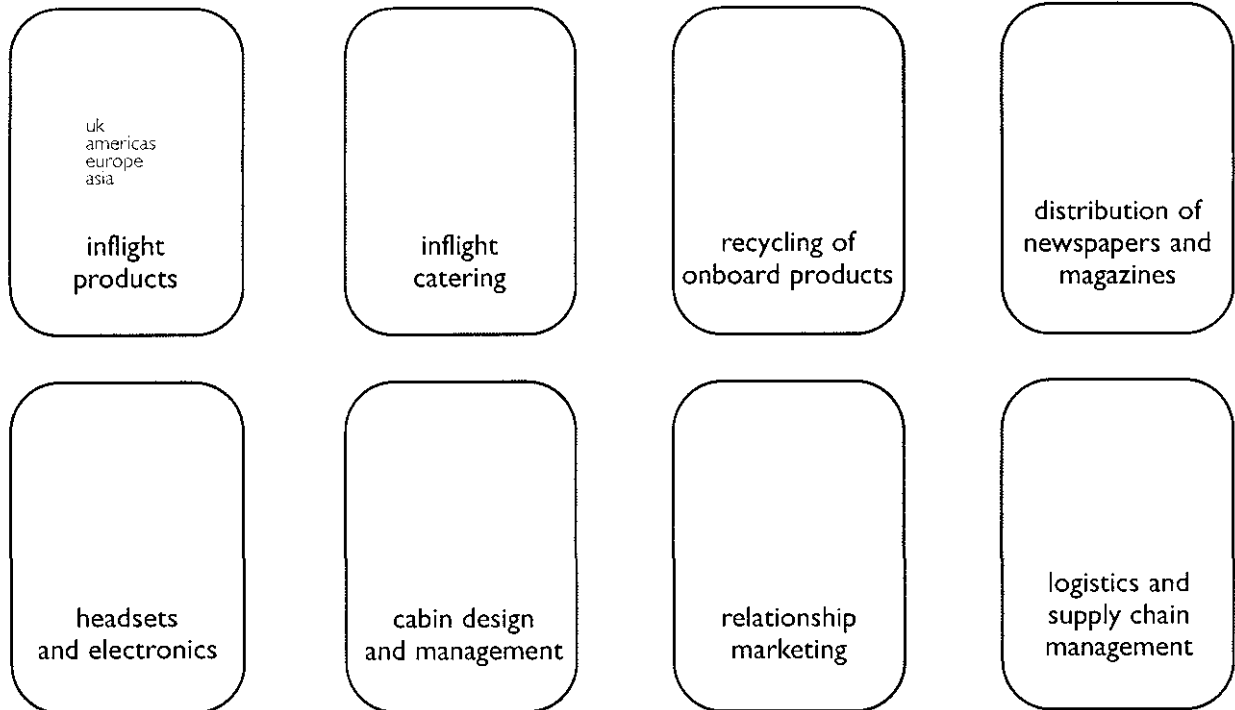 uk
americas
europe
asia
inflight
products
inflight
catering
recycling of
onboard products
distribution of
newspapers and
magazines
headsets
and electronics
cabin design
and management
relationship
marketing
logistics and
supply chain
management